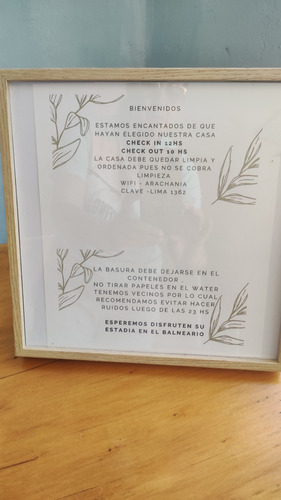 BIENVENIDOS
ESTAMOS ENCANTADOS DE QUE
HAYAN ELEGIDO NUESTRA CASA
CHECK IN 12HS
CHECK OUT 10 HS
LA CASA DEBE QUEDAR LIMPIA Y
ORDENADA PUES NO SE COBRA
LIMPIEZA
WIFI - ARACHANIA
CLAVE -LIMA 1362
LA BASURA DEBE DEJARSE EN EL
CONTENEDOR
NO TIRAR PAPELES EN EL WATER
TENEMOS VECINOS POR LO CUAL
RECOMENDAMOS EVITAR HACER
RUIDOS LUEGO DE LAS 23 HS
ESPEREMOS DISFRUTEN SU
ESTADIA EN EL BALNEARIO